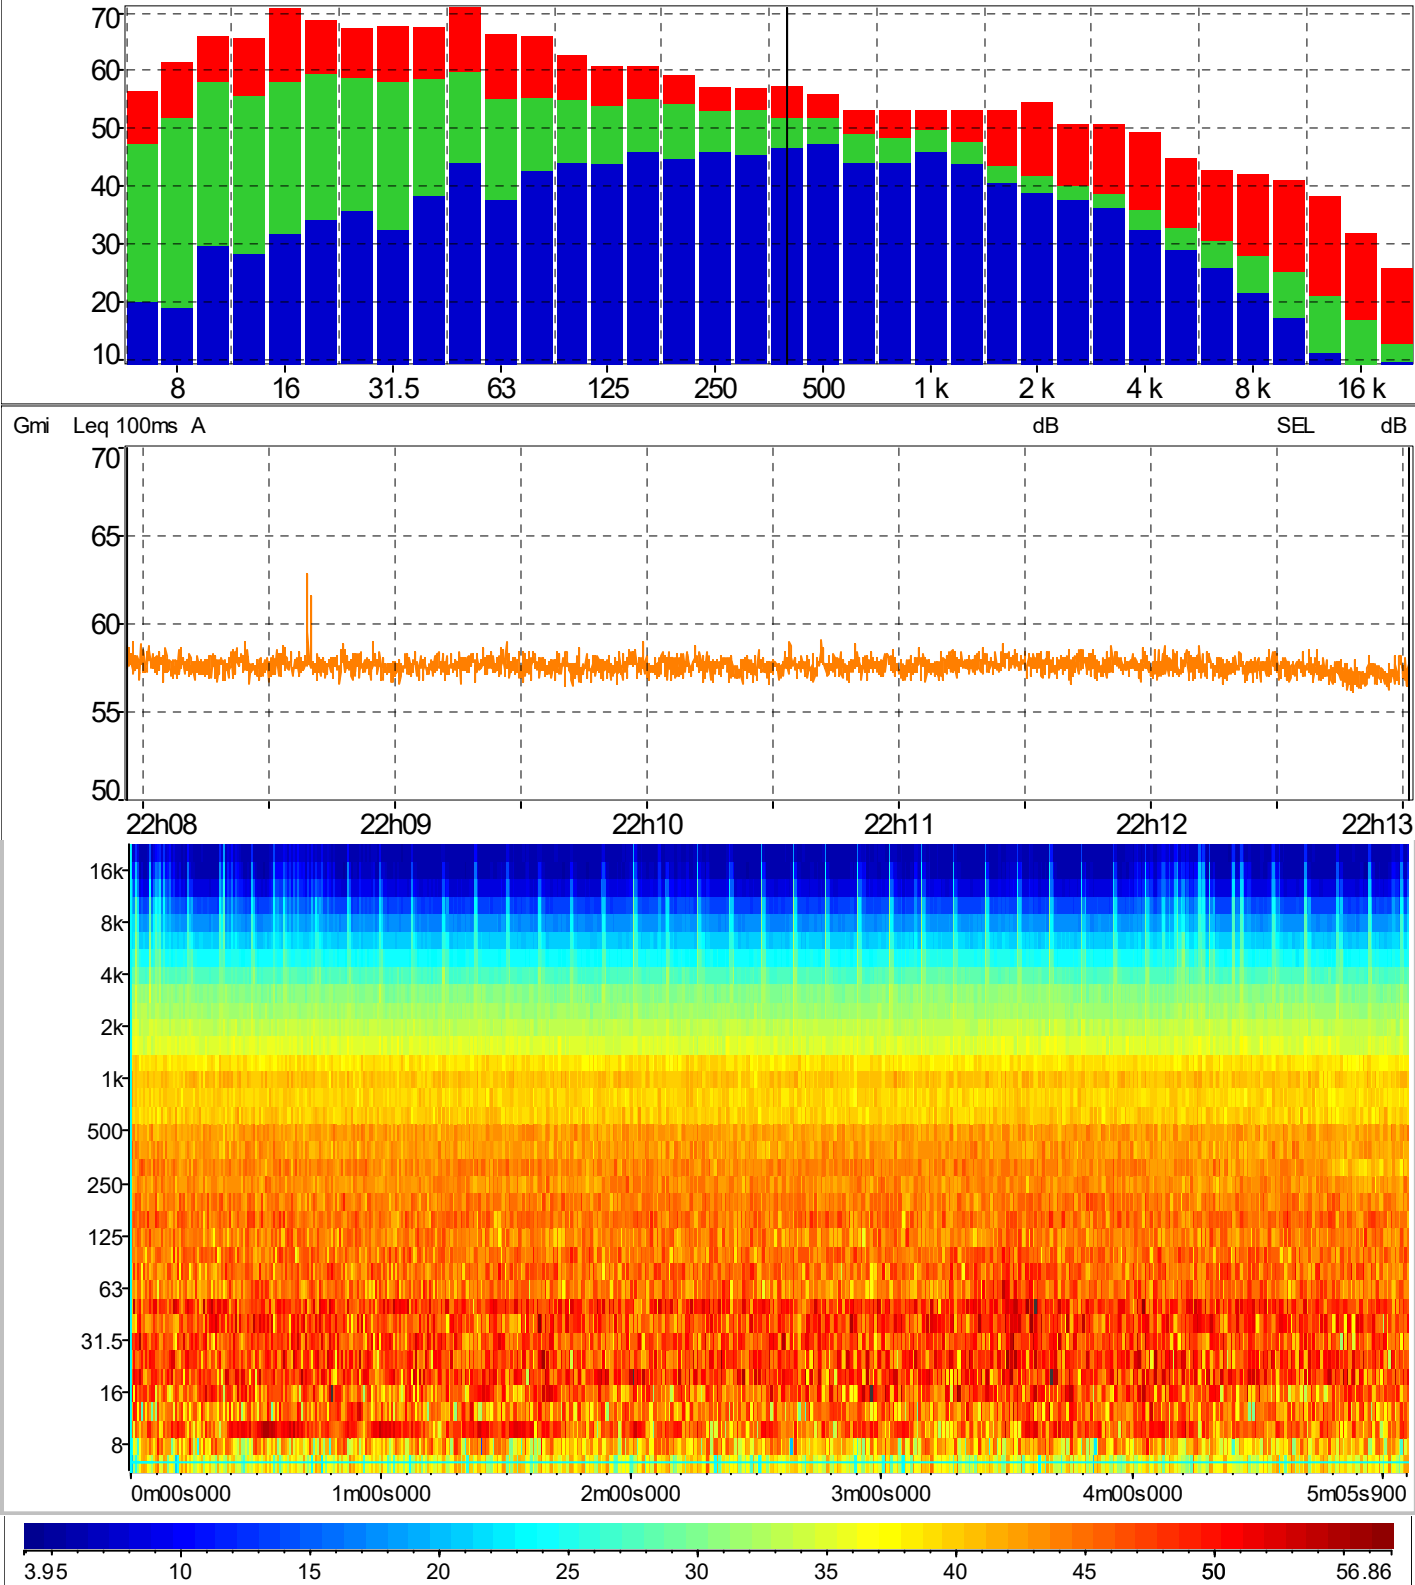 70
60
50
40
30
20
10
8 16 31.5 63 125 250 500 1 k 2 k 4 k 8 k 16 k
Gmi Leq 100ms A dB SEL dB
70
65
60
55
50
22h08 22h09 22h10 22h11 22h12 22h13
16k
8k
4k
2k
1k
500
250
125
63
31.5
16
8
0m00s000 1m00s000 2m00s000 3m00s000 4m00s000 5m05s900
3.95 10 15 20 25 30 35 40 45 50 56.86